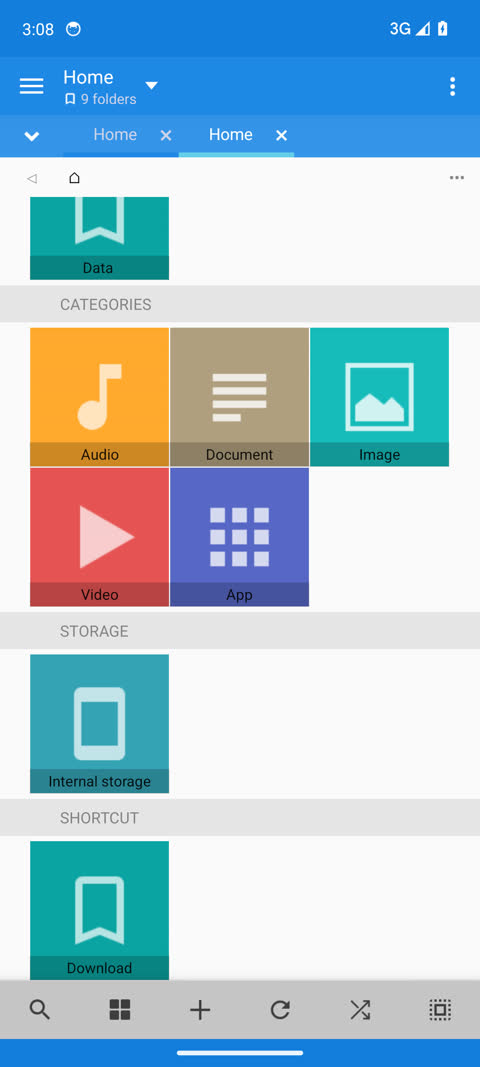 3:08
3G
Home
9 folders
Home
Home
Data
CATEGORIES
Audio
Document
Image
Video
App
STORAGE
Internal storage
SHORTCUT
Download